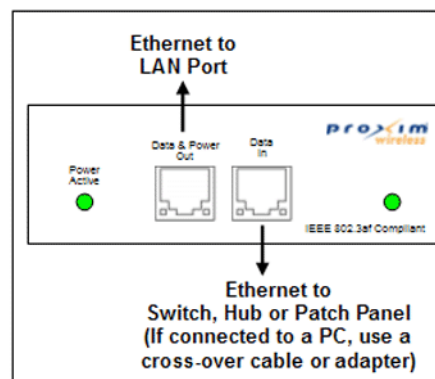 Ethernet to
LAN Port
proxim
wireless
Data & Power
Out
Data
In
Power
Active
IEEE 802.3af Compliant
Ethernet to
Switch, Hub or Patch Panel
(If connected to a PC, use a
cross-over cable or adapter)